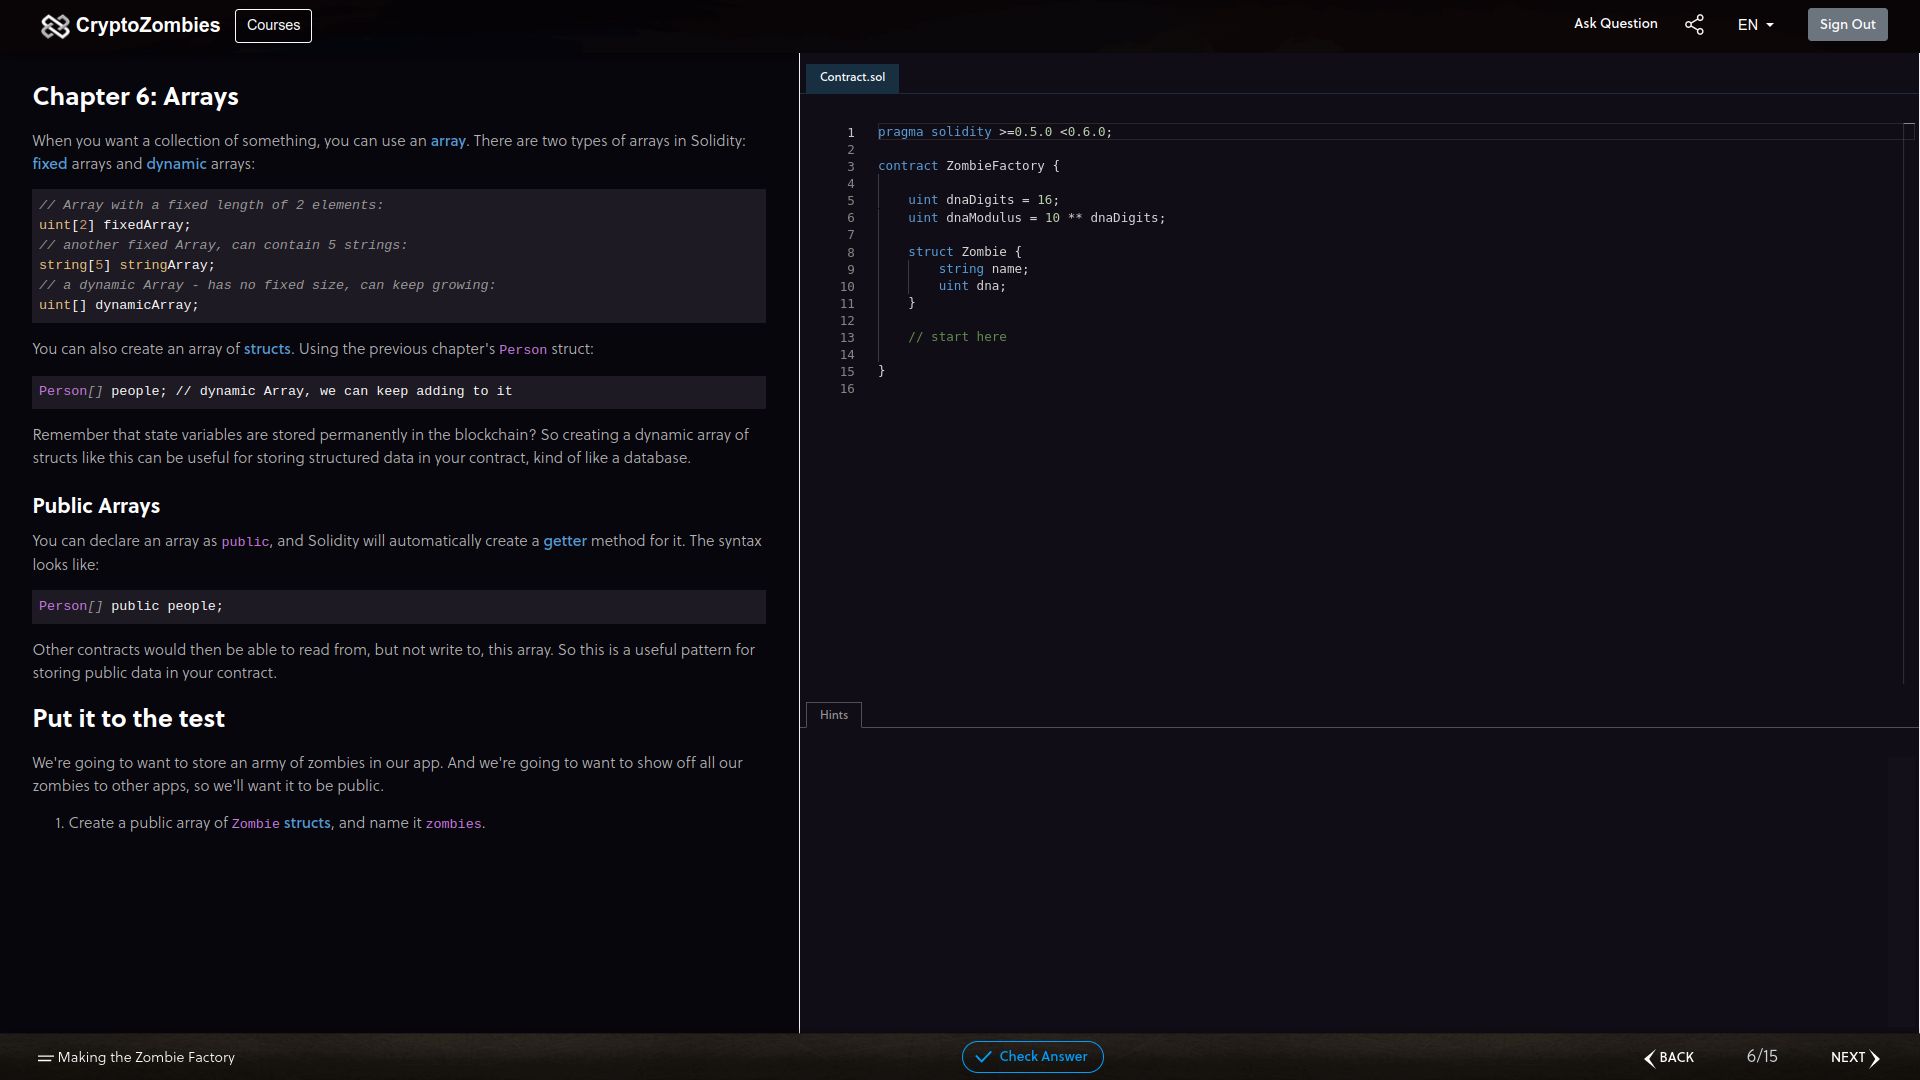 CryptoZombies
Courses
Ask Question
EN
Sign Out
Chapter 6: Arrays
When you want a collection of something, you can use an array. There are two types of arrays in Solidity:
fixed arrays and dynamic arrays:
// Array with a fixed length of 2 elements:
uint[2] fixedArray;
// another fixed Array, can contain 5 strings:
string[5] stringArray;
// a dynamic Array - has no fixed size, can keep growing:
uint[] dynamicArray;
You can also create an array of structs. Using the previous chapter's Person struct:
Person[] people; // dynamic Array, we can keep adding to it
Remember that state variables are stored permanently in the blockchain? So creating a dynamic array of
structs like this can be useful for storing structured data in your contract, kind of like a database.
Public Arrays
You can declare an array as public, and Solidity will automatically create a getter method for it. The syntax
looks like:
Person[] public people;
Other contracts would then be able to read from, but not write to, this array. So this is a useful pattern for
storing public data in your contract.
Put it to the test
We're going to want to store an army of zombies in our app. And we're going to want to show off all our
zombies to other apps, so we'll want it to be public.
1. Create a public array of Zombie structs, and name it zombies.
Contract.sol
1 pragma solidity >=0.5.0 <0.6.0;
2
3 contract ZombieFactory {
4
5 uint dnaDigits = 16;
6 uint dnaModulus = 10 ** dnaDigits;
7
8 struct Zombie {
9 string name;
10 uint dna;
11 }
12
13 // start here
14
15 }
16
Hints
Making the Zombie Factory
Check Answer
BACK
6/15
NEXT